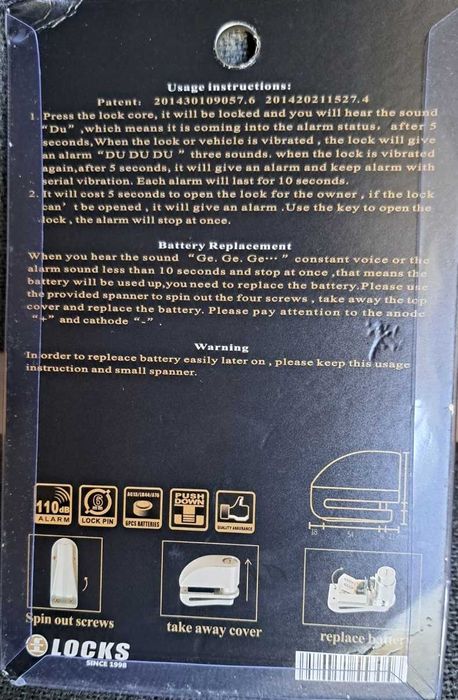 Usage instructions:
Patent: 201430109057.6 201420211527.4
1. Press the lock core, it will be locked and you will hear the sound
"Du" ,which means it is coming into the alarm status, after 5
seconds,When the lock or vehicle is vibrated , the lock will give
an alarm "DU DU DU " three sounds. when the lock is vibrated
again,after 5 seconds, it will give an alarm and keep alarm with
serial vibration. Each alarm will last for 10 seconds.
2. It will cost 5 seconds to open the lock for the owner , if the lock
can' t be opened , it will give an alarm .Use the key to open the
lock , the alarm will stop at once.
Battery Replacement
When you hear the sound "Ge. Ge. Ge··· " constant voice or the
alarm sound less than 10 seconds and stop at once ,that means the
battery will be used up,you need to replace the battery.Please use
the provided spanner to spin out the four screws , take away the top
cover and replace the battery. Please pay attention to the anode
"+" and cathode "-" .
Warning
In order to repleace battery easily later on , please keep this usage
instruction and small spanner.
110dB
ALARM
6
LOCK PIN
AG13/LR44/A76
6PCS BATTERIES
PUSH
DOWN
QUALITY ASSURANCE
18
54
Spin out screws
take away cover
replace battery
LOCKS
SINCE 1998